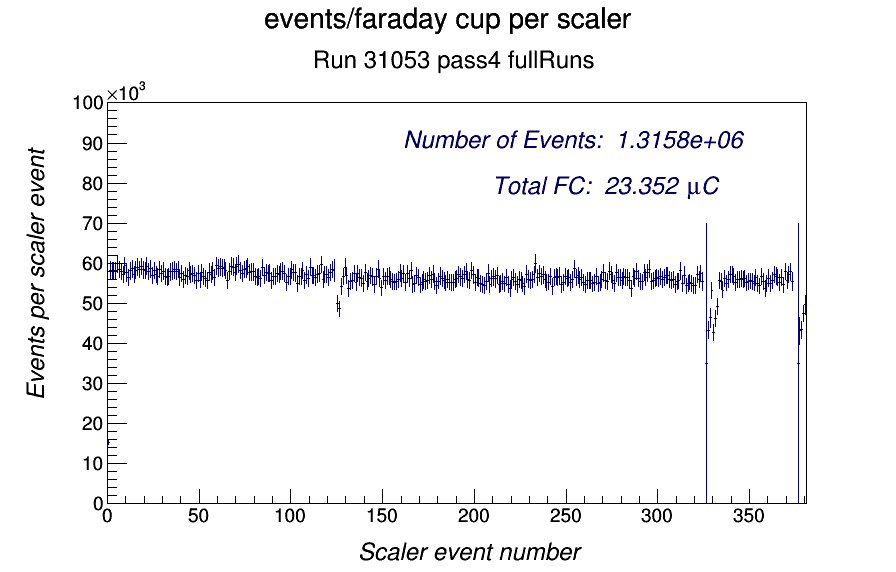 events/faraday cup per scaler
Run 31053 pass4 fullRuns
×10³
100
90
80
70
60
50
40
30
20
10
0
Events per scaler event
Number of Events: 1.3158e+06
Total FC: 23.352 μC
0 50 100 150 200 250 300 350
Scaler event number